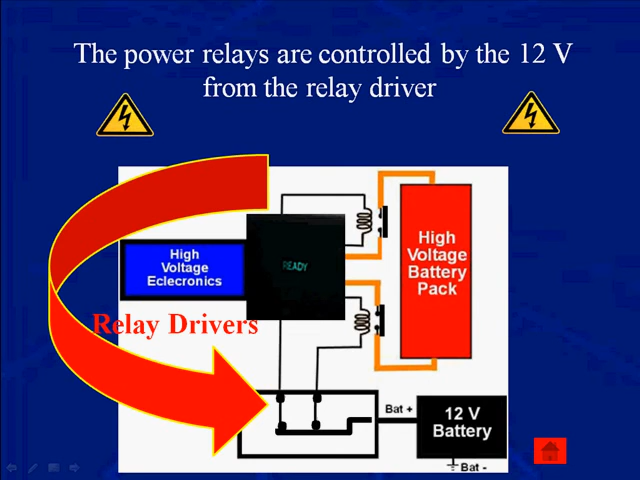 The power relays are controlled by the 12 V
from the relay driver
High
Voltage
Eclecronics
READY
High
Voltage
Battery
Pack
Relay Drivers
Bat +
12 V
Battery
Bat -